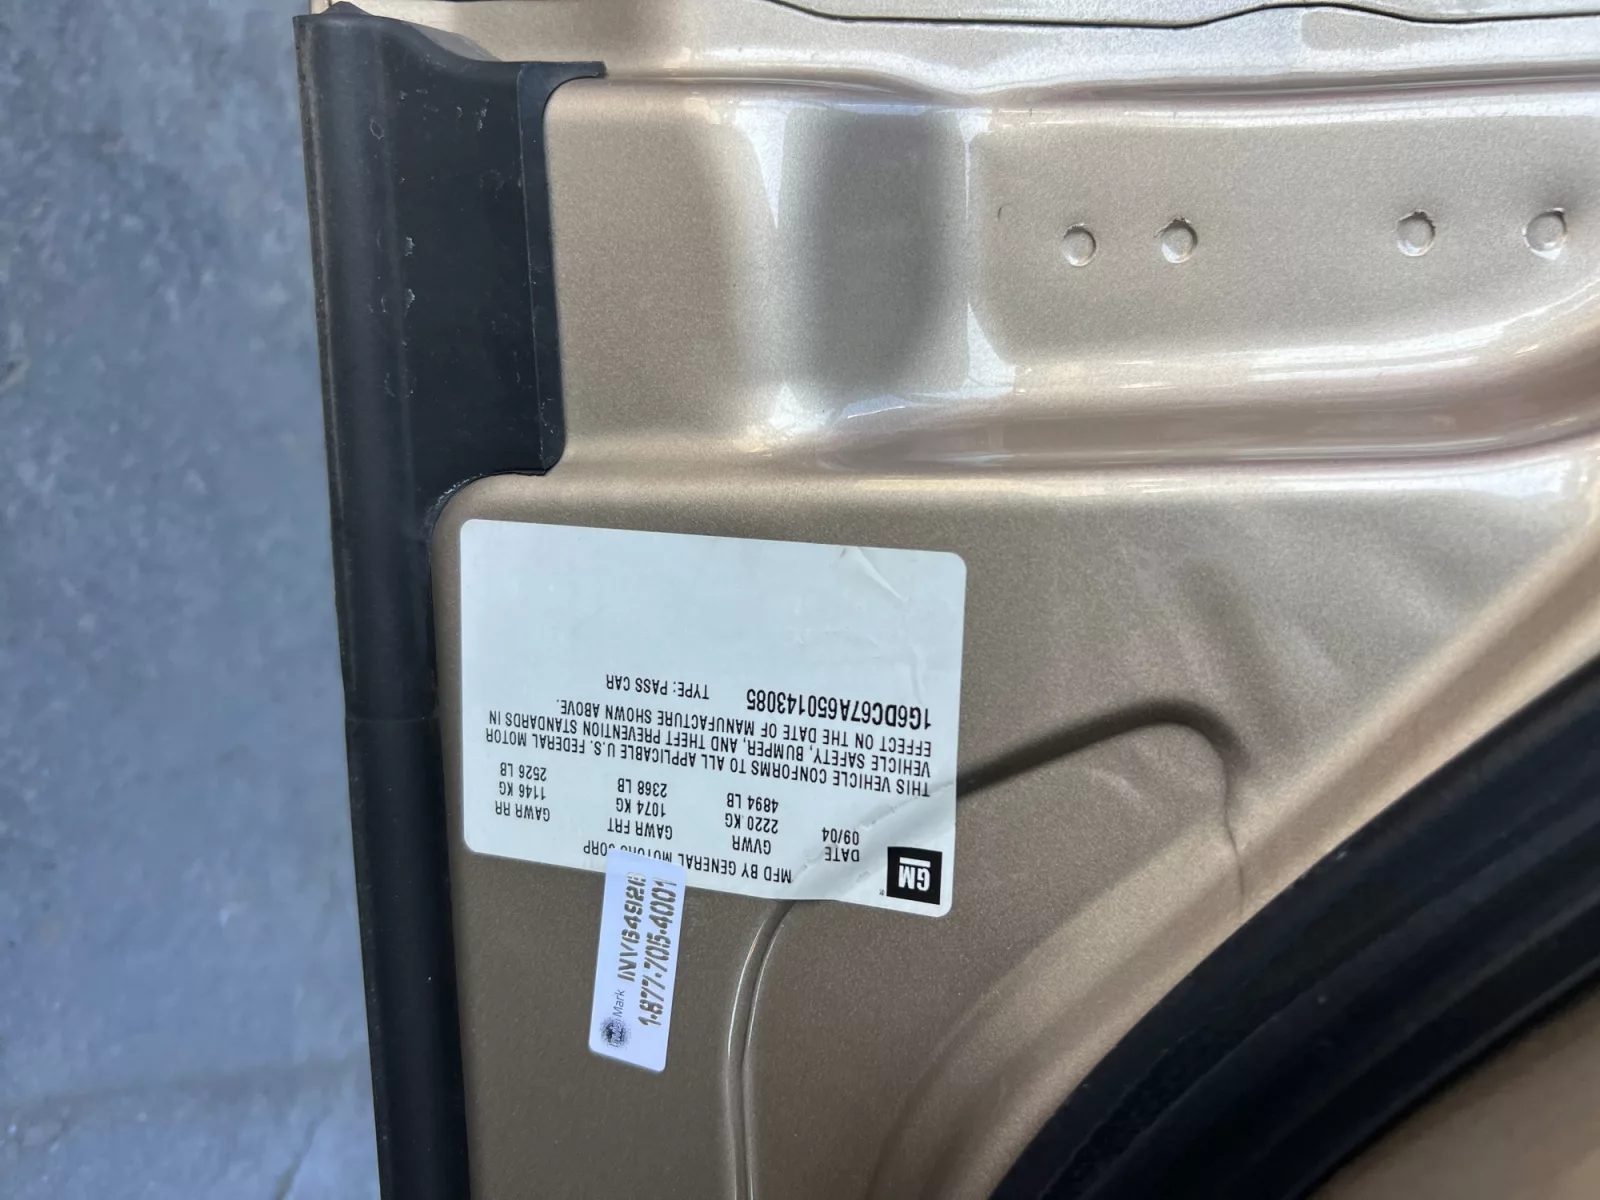 MFD BY GENERAL MOTORS CORP
GM
DATE GVWR GAWR FRT GAWR RR
09/04 2220 KG 1074 KG 1146 KG
4894 LB 2368 LB 2526 LB
THIS VEHICLE CONFORMS TO ALL APPLICABLE U.S. FEDERAL MOTOR
VEHICLE SAFETY, BUMPER, AND THEFT PREVENTION STANDARDS IN
EFFECT ON THE DATE OF MANUFACTURE SHOWN ABOVE.
1G6DC67A650143085 TYPE: PASS CAR
Mark
1-877-705-4001